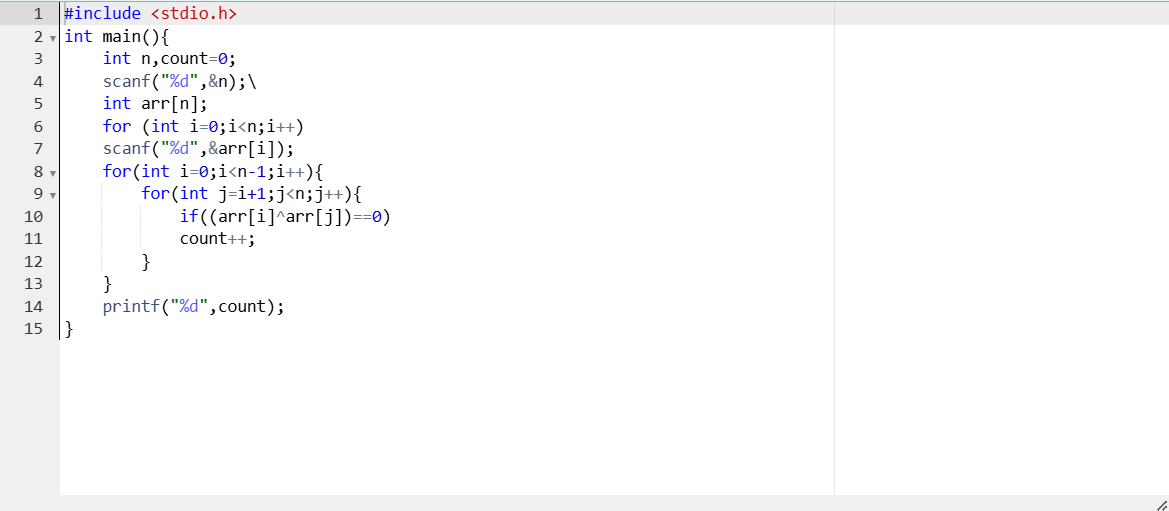 1 #include <stdio.h>
2 int main(){
3     int n,count=0;
4     scanf("%d",&n);\
5     int arr[n];
6     for (int i=0;i<n;i++)
7     scanf("%d",&arr[i]);
8     for(int i=0;i<n-1;i++){
9         for(int j=i+1;j<n;j++){
10             if((arr[i]^arr[j])==0)
11             count++;
12         }
13     }
14     printf("%d",count);
15 }